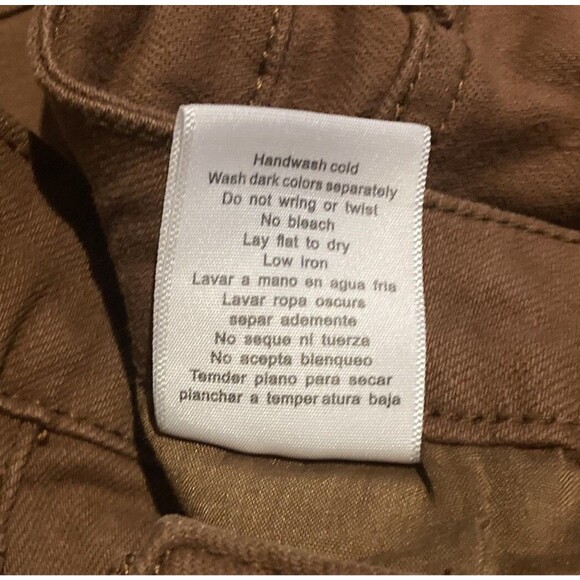 Handwash cold
Wash dark colors separately
Do not wring or twist
No bleach
Lay flat to dry
Low Iron
Lavar a mano en agua fria
Lavar ropa oscura
separ ademente
No seque ni tuerza
No acepta blanqueo
Temder plano para secar
planchar a temper atura baja